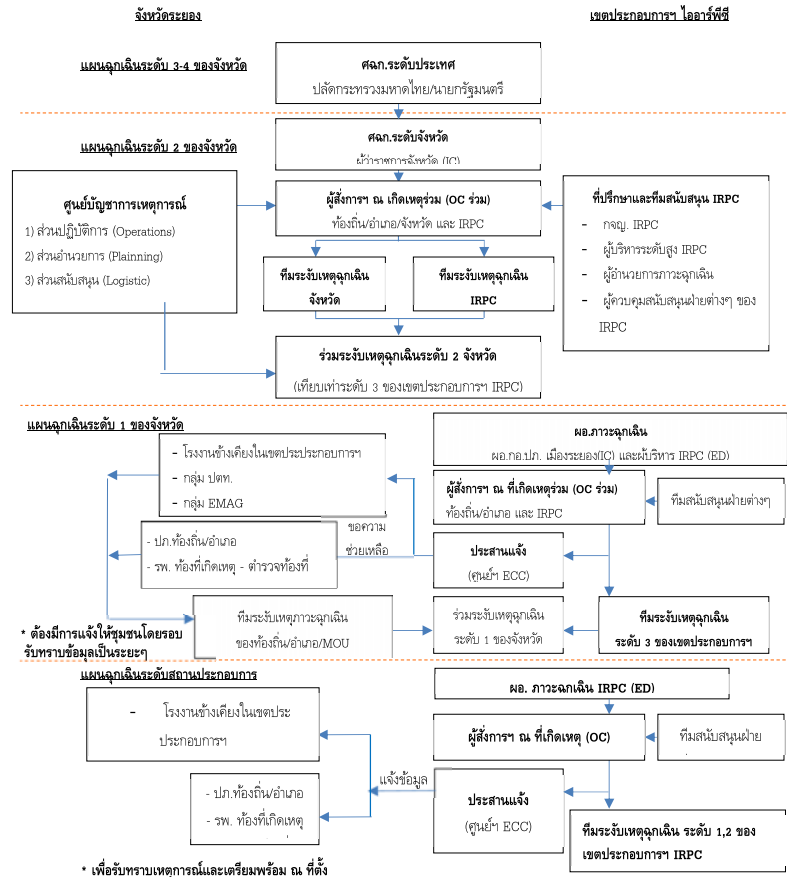 จังหวัดระยอง
เขตประกอบการฯ ไออาร์พีซี
แผนฉุกเฉินระดับ 3-4 ของจังหวัด
ศฉก.ระดับประเทศ
ปลัดกระทรวงมหาดไทย/นายกรัฐมนตรี
แผนฉุกเฉินระดับ 2 ของจังหวัด
ศฉก.ระดับจังหวัด
ผู้ว่าราชการจังหวัด (IC)
ศูนย์บัญชาการเหตุการณ์
1) ส่วนปฏิบัติการ (Operations)
2) ส่วนอำนวยการ (Plainning)
3) ส่วนสนับสนุน (Logistic)
ผู้สั่งการฯ ณ เกิดเหตุร่วม (OC ร่วม)
ท้องถิ่น/อำเภอ/จังหวัด และ IRPC
ที่ปรึกษาและทีมสนับสนุน IRPC
- กจญ. IRPC
- ผู้บริหารระดับสูง IRPC
- ผู้อำนวยการภาวะฉุกเฉิน
- ผู้ควบคุมสนับสนุนฝ่ายต่างๆ ของ
IRPC
ทีมระงับเหตุฉุกเฉิน
จังหวัด
ทีมระงับเหตุฉุกเฉิน
IRPC
ร่วมระงับเหตุฉุกเฉินระดับ 2 จังหวัด
(เทียบเท่าระดับ 3 ของเขตประกอบการฯ IRPC)
แผนฉุกเฉินระดับ 1 ของจังหวัด
ผอ.ภาวะฉุกเฉิน
ผอ.กอ.ปภ. เมืองระยอง(IC) และผู้บริหาร IRPC (ED)
- โรงงานข้างเคียงในเขตประประกอบการฯ
- กลุ่ม ปตท.
- กลุ่ม EMAG
ผู้สั่งการฯ ณ ที่เกิดเหตุร่วม (OC ร่วม)
ท้องถิ่น/อำเภอ และ IRPC
ทีมสนับสนุนฝ่ายต่างๆ
ขอความ
ช่วยเหลือ
- ปภ.ท้องถิ่น/อำเภอ
- รพ. ท้องที่เกิดเหตุ - ตำรวจท้องที่
ประสานแจ้ง
(ศูนย์ฯ ECC)
ทีมระงับเหตุภาวะฉุกเฉิน
ของท้องถิ่น/อำเภอ/MOU
ร่วมระงับเหตุฉุกเฉิน
ระดับ 1 ของจังหวัด
ทีมระงับเหตุฉุกเฉิน
ระดับ 3 ของเขตประกอบการฯ
* ต้องมีการแจ้งให้ชุมชนโดยรอบ
รับทราบข้อมูลเป็นระยะๆ
แผนฉุกเฉินระดับสถานประกอบการ
ผอ. ภาวะฉุกเฉิน IRPC (ED)
- โรงงานข้างเคียงในเขตประ
ประกอบการฯ
ผู้สั่งการฯ ณ ที่เกิดเหตุ (OC)
ทีมสนับสนุนฝ่าย
แจ้งข้อมูล
- ปภ.ท้องถิ่น/อำเภอ
- รพ. ท้องที่เกิดเหตุ
ประสานแจ้ง
(ศูนย์ฯ ECC)
ทีมระงับเหตุฉุกเฉิน ระดับ 1,2 ของ
เขตประกอบการฯ IRPC
* เพื่อรับทราบเหตุการณ์และเตรียมพร้อม ณ ที่ตั้ง